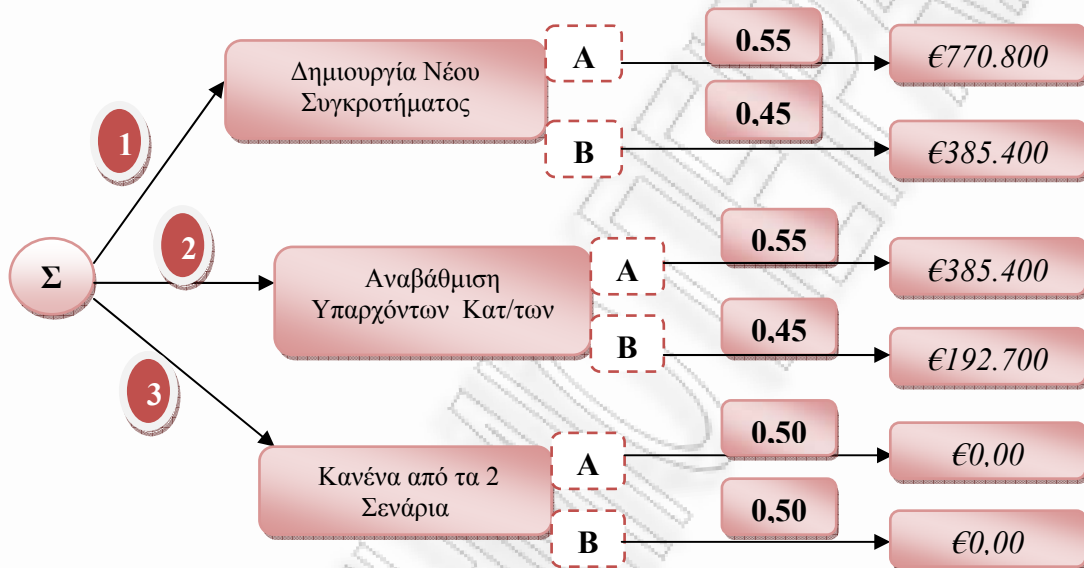 Δημιουργία Νέου
Συγκροτήματος
A
0,55
€770.800
0,45
B
€385.400
1
Σ
2
Αναβάθμιση
Υπαρχόντων Κατ/των
A
0,55
€385.400
B
0,45
€192.700
3
Κανένα από τα 2
Σενάρια
A
0,50
€0,00
B
0,50
€0,00